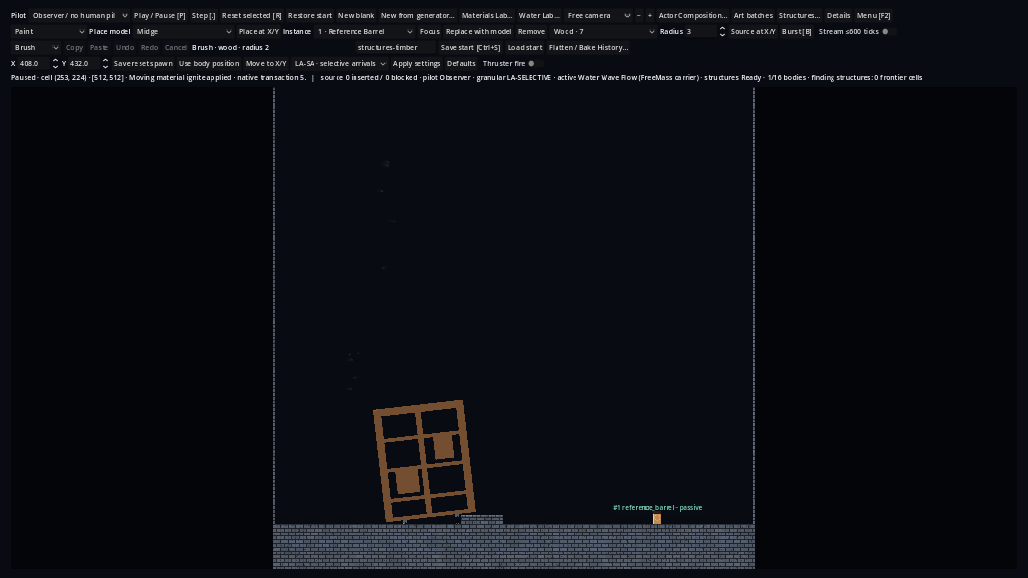 Pilot Observer / no human pil Play / Pause [P] Step [.] Reset selected [R] Restore start New blank New from generator... Materials Lab... Water Lab... Free camera − + Actor Composition... Art batches Structures... Details Menu [F2]
Paint Place model Midge Place at X/Y Instance 1 · Reference Barrel Focus Replace with model Remove Wood · 7 Radius 3 Source at X/Y Burst [B] Stream ≤600 ticks
Brush Copy Paste Undo Redo Cancel Brush · wood · radius 2 structures-timber Save start [Ctrl+S] Load start Flatten / Bake History...
X 408.0 Y 432.0 Save reset spawn Use body position Move to X/Y LA-SA · selective arrivals Apply settings Defaults Thruster fire
Paused · cell (253, 224) · [512, 512] · Moving material ignite applied · native transaction 5. | source 0 inserted / 0 blocked · pilot Observer · granular LA-SELECTIVE · active Water Wave Flow (FreeMass carrier) · structures Ready · 1/16 bodies · finding structures: 0 frontier cells
#1 reference_barrel · passive